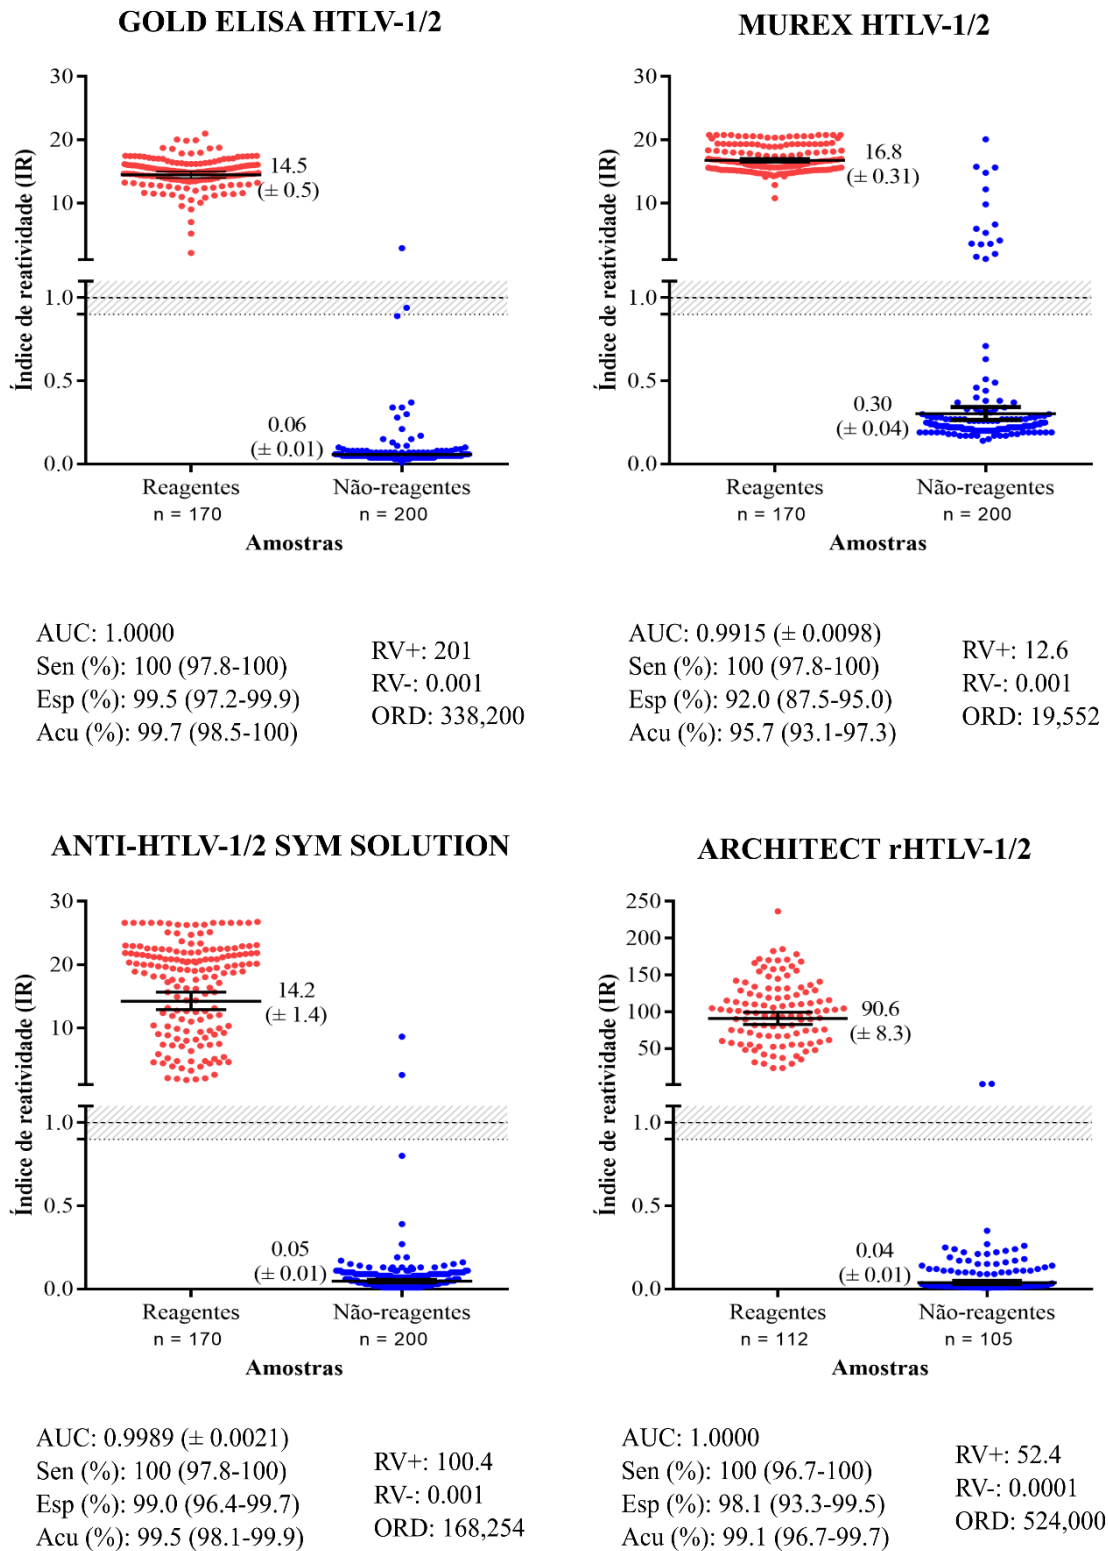 GOLD ELISA HTLV-1/2
Índice de reatividade (IR)
30
20
10
1.0
0.5
0.0
14.5
(± 0.5)
0.06
(± 0.01)
Reagentes
n = 170
Não-reagentes
n = 200
Amostras
AUC: 1.0000
Sen (%): 100 (97.8-100)
Esp (%): 99.5 (97.2-99.9)
Acu (%): 99.7 (98.5-100)
RV+: 201
RV-: 0.001
ORD: 338,200
MUREX HTLV-1/2
Índice de reatividade (IR)
30
20
10
1.0
0.5
0.0
16.8
(± 0.31)
0.30
(± 0.04)
Reagentes
n = 170
Não-reagentes
n = 200
Amostras
AUC: 0.9915 (± 0.0098)
Sen (%): 100 (97.8-100)
Esp (%): 92.0 (87.5-95.0)
Acu (%): 95.7 (93.1-97.3)
RV+: 12.6
RV-: 0.001
ORD: 19,552
ANTI-HTLV-1/2 SYM SOLUTION
Índice de reatividade (IR)
30
20
10
1.0
0.5
0.0
14.2
(± 1.4)
0.05
(± 0.01)
Reagentes
n = 170
Não-reagentes
n = 200
Amostras
AUC: 0.9989 (± 0.0021)
Sen (%): 100 (97.8-100)
Esp (%): 99.0 (96.4-99.7)
Acu (%): 99.5 (98.1-99.9)
RV+: 100.4
RV-: 0.001
ORD: 168,254
ARCHITECT rHTLV-1/2
Índice de reatividade (IR)
250
200
150
100
50
1.0
0.5
0.0
90.6
(± 8.3)
0.04
(± 0.01)
Reagentes
n = 112
Não-reagentes
n = 105
Amostras
AUC: 1.0000
Sen (%): 100 (96.7-100)
Esp (%): 98.1 (93.3-99.5)
Acu (%): 99.1 (96.7-99.7)
RV+: 52.4
RV-: 0.0001
ORD: 524,000